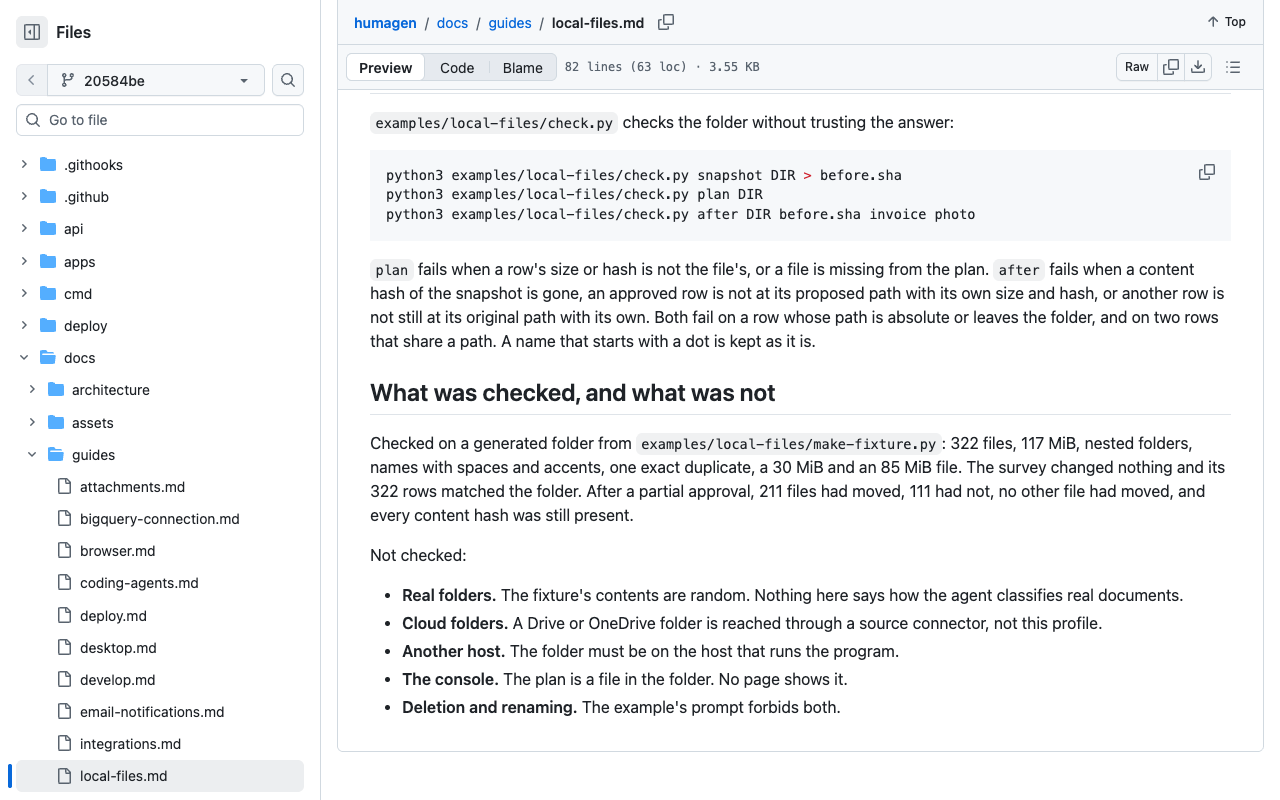 Files
humagen / docs / guides / local-files.md
Top
20584be
Preview Code Blame 82 lines (63 loc) · 3.55 KB
Raw
Go to file
.githooks
.github
api
apps
cmd
deploy
docs
architecture
assets
guides
attachments.md
bigquery-connection.md
browser.md
coding-agents.md
deploy.md
desktop.md
develop.md
email-notifications.md
integrations.md
local-files.md
examples/local-files/check.py checks the folder without trusting the answer:
python3 examples/local-files/check.py snapshot DIR > before.sha
python3 examples/local-files/check.py plan DIR
python3 examples/local-files/check.py after DIR before.sha invoice photo
plan fails when a row's size or hash is not the file's, or a file is missing from the plan. after fails when a content
hash of the snapshot is gone, an approved row is not at its proposed path with its own size and hash, or another row is
not still at its original path with its own. Both fail on a row whose path is absolute or leaves the folder, and on two rows
that share a path. A name that starts with a dot is kept as it is.
What was checked, and what was not
Checked on a generated folder from examples/local-files/make-fixture.py : 322 files, 117 MiB, nested folders,
names with spaces and accents, one exact duplicate, a 30 MiB and an 85 MiB file. The survey changed nothing and its
322 rows matched the folder. After a partial approval, 211 files had moved, 111 had not, no other file had moved, and
every content hash was still present.
Not checked:
• Real folders. The fixture's contents are random. Nothing here says how the agent classifies real documents.
• Cloud folders. A Drive or OneDrive folder is reached through a source connector, not this profile.
• Another host. The folder must be on the host that runs the program.
• The console. The plan is a file in the folder. No page shows it.
• Deletion and renaming. The example's prompt forbids both.